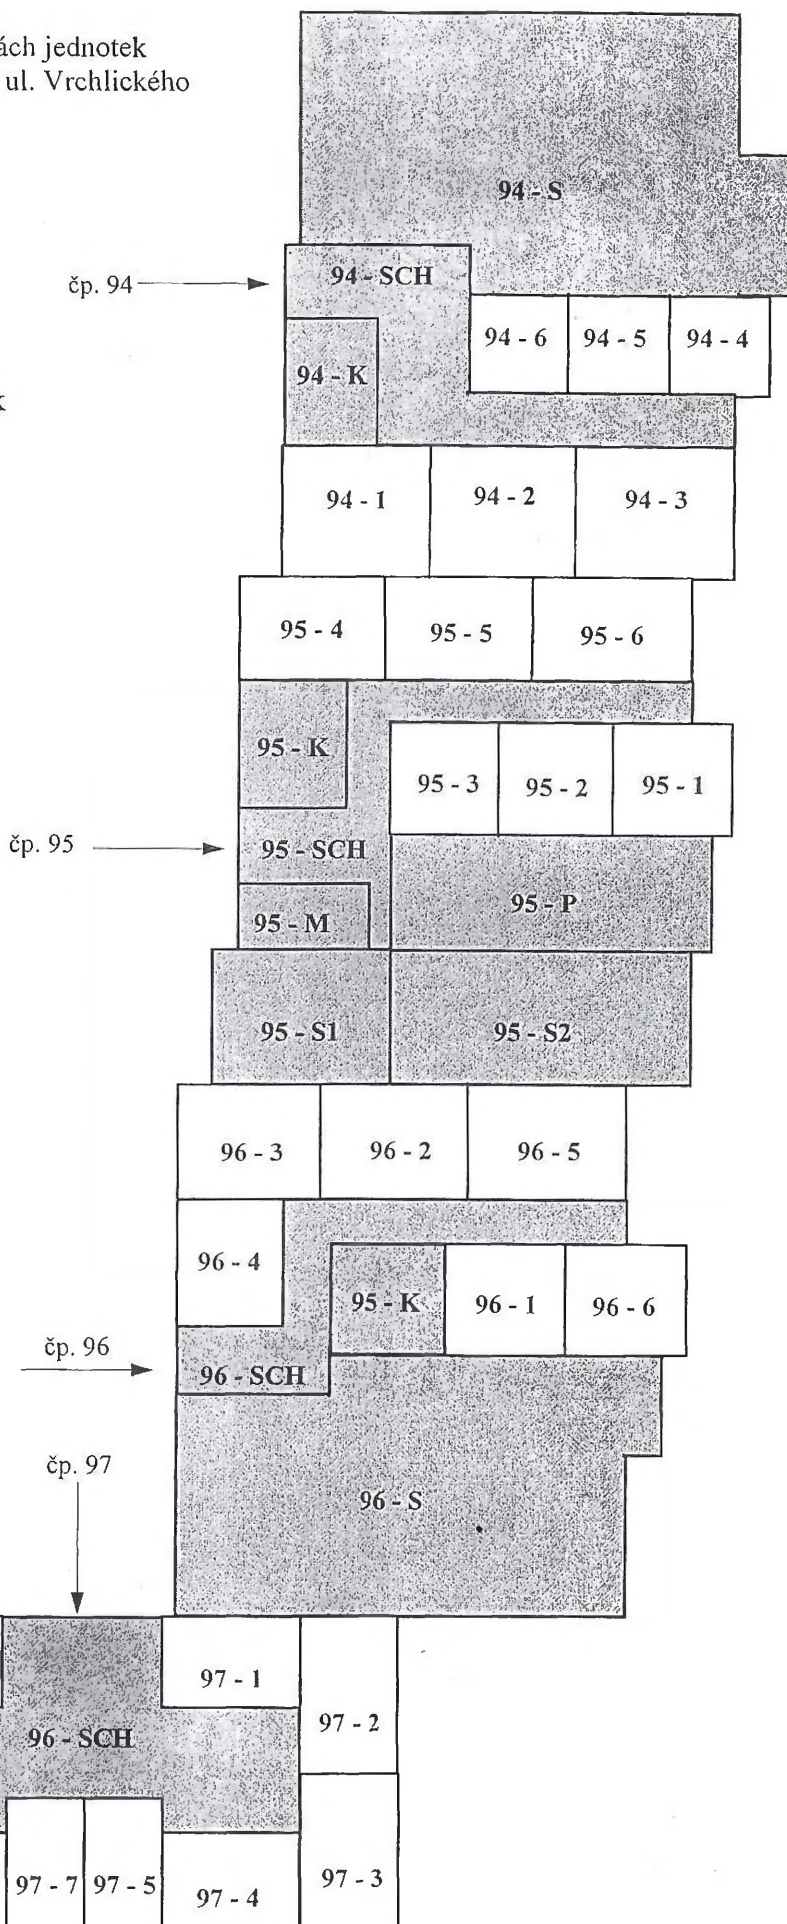 ách jednotek
ul. Vrchlického
94 - S
čp. 94
94 - SCH
94 - 6 94 - 5 94 - 4
94 - K
k
94 - 1 94 - 2 94 - 3
95 - 4 95 - 5 95 - 6
95 - K
95 - 3 95 - 2 95 - 1
čp. 95
95 - SCH
95 - P
95 - M
95 - S1 95 - S2
96 - 3 96 - 2 96 - 5
96 - 4
95 - K 96 - 1 96 - 6
čp. 96
96 - SCH
čp. 97
96 - S
97 - 1
97 - 2
96 - SCH
97 - 7 97 - 5 97 - 4 97 - 3